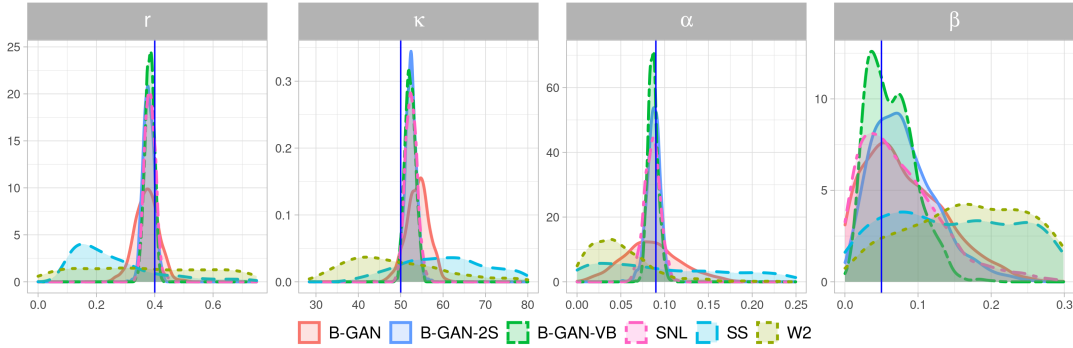 r κ α β
25 20 15 10 5 0
0.3 0.2 0.1 0.0
60 40 20 0
10 5 0
0.0 0.2 0.4 0.6 30 40 50 60 70 80 0.00 0.05 0.10 0.15 0.20 0.25 0.0 0.1 0.2 0.3
B-GAN B-GAN-2S B-GAN-VB SNL SS W2